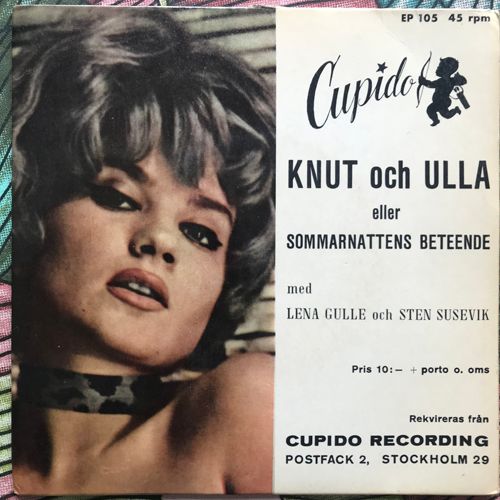 EP 105 45 rpm
Cupido
KNUT och ULLA
eller
SOMMARNATTENS BETEENDE
med
LENA GULLE och STEN SUSEVIK
Pris 10:— + porto o. oms
Rekvireras från
CUPIDO RECORDING
POSTFACK 2, STOCKHOLM 29